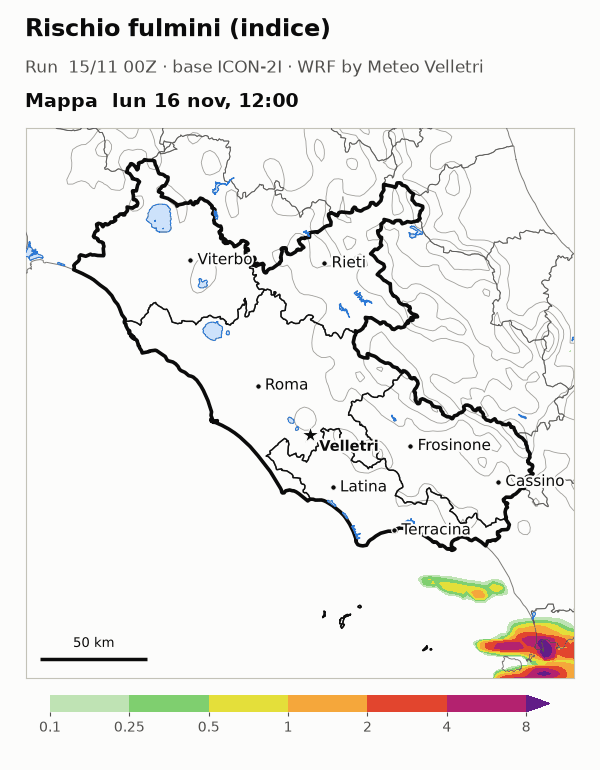 Rischio fulmini (indice)
Run  15/11 00Z · base ICON-2I · WRF by Meteo Velletri
Mappa  lun 16 nov, 12:00
Viterbo
Rieti
Roma
Velletri
Frosinone
Cassino
Latina
Terracina
50 km
0.1 0.25 0.5 1 2 4 8